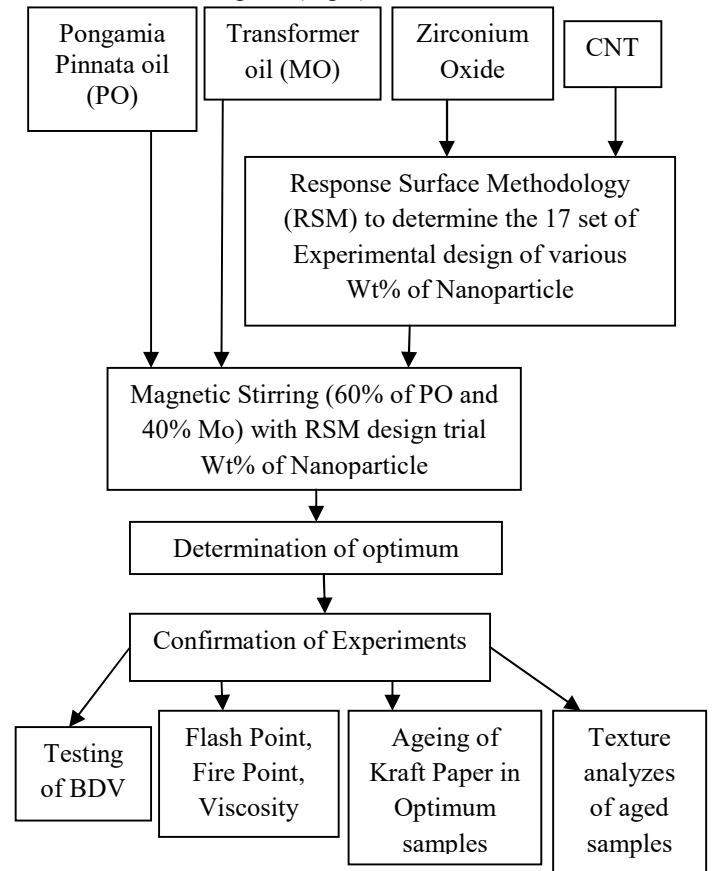 Pongamia
Pinnata oil
(PO)
Transformer
oil (MO)
Zirconium
Oxide
CNT
Response Surface Methodology
(RSM) to determine the 17 set of
Experimental design of various
Wt% of Nanoparticle
Magnetic Stirring (60% of PO and
40% Mo) with RSM design trial
Wt% of Nanoparticle
Determination of optimum
Confirmation of Experiments
Testing
of BDV
Flash Point,
Fire Point,
Viscosity
Ageing of
Kraft Paper in
Optimum
samples
Texture
analyzes
of aged
samples